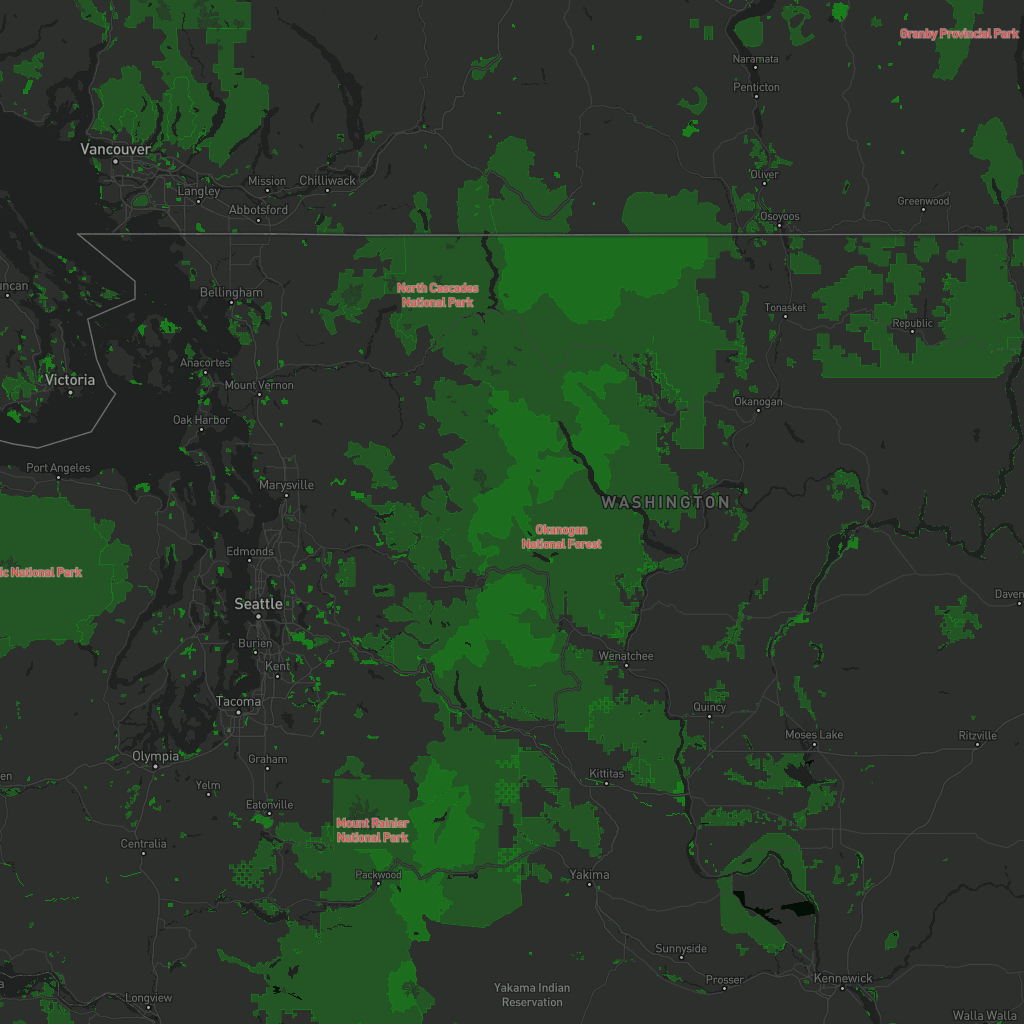 Granby Provincial Park
Naramata
Penticton
Vancouver
Langley
Mission
Chilliwack
Abbotsford
Oliver
Osoyoos
Greenwood
uncan
Bellingham
North Cascades
National Park
Tonasket
Republic
Anacortes
Victoria
Mount Vernon
Oak Harbor
Okanogan
Port Angeles
Marysville
WASHINGTON
Okanogan
National Forest
Edmonds
ic National Park
Seattle
Daven
Burien
Kent
Wenatchee
Tacoma
Quincy
Olympia
Graham
Moses Lake
Ritzville
en
Yelm
Kittitas
Eatonville
Mount Rainier
National Park
Centralia
Packwood
Yakima
Sunnyside
Prosser
Kennewick
a
Longview
Yakama Indian
Reservation
Walla Walla